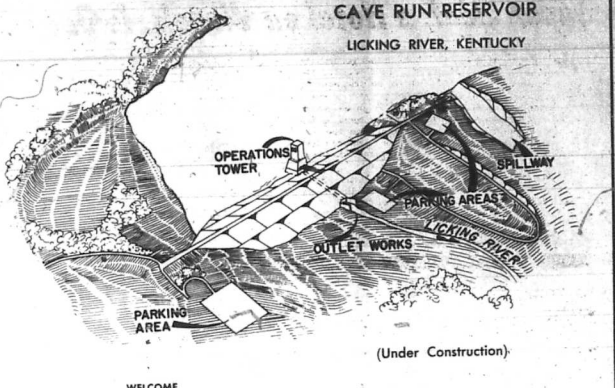 CAVE RUN RESERVOIR
LICKING RIVER, KENTUCKY
OPERATIONS
TOWER
SPILLWAY
PARKING AREAS
LICKING RIVER
OUTLET WORKS
PARKING
AREA
(Under Construction)
WELCOME